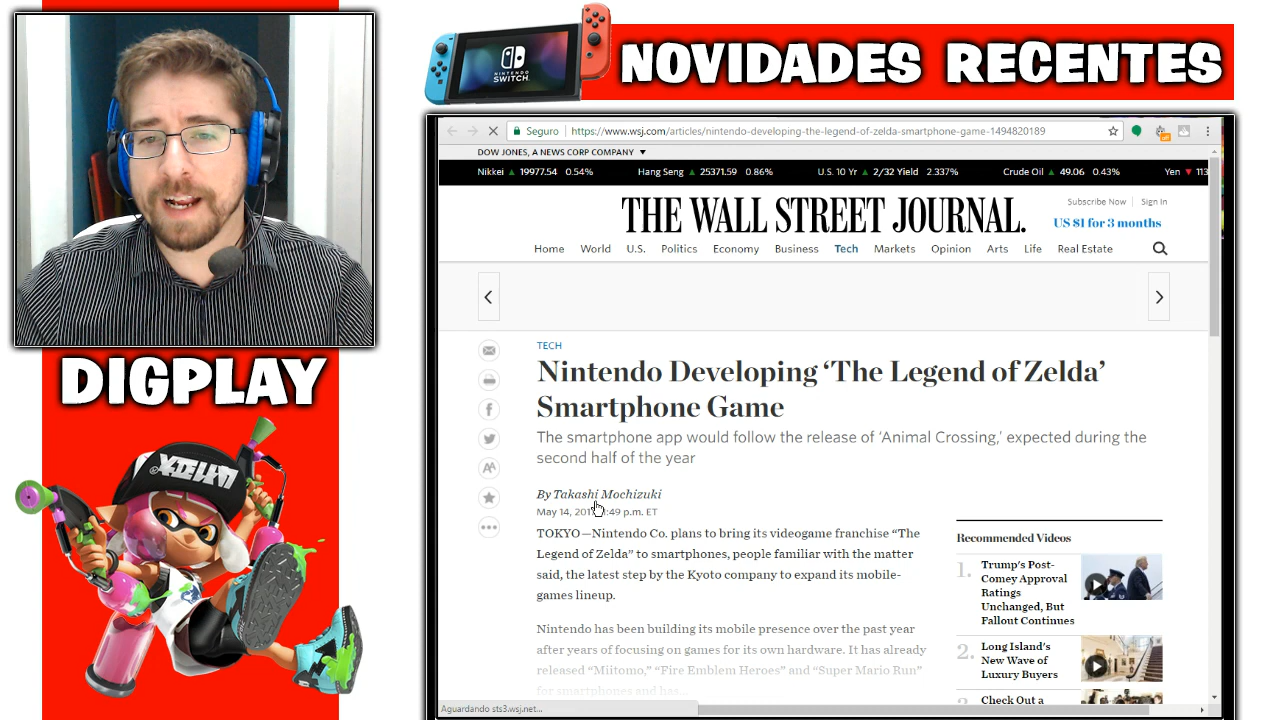 NINTENDO
SWITCH
NOVIDADES RECENTES
DIGPLAY
Seguro
https://www.wsj.com/articles/nintendo-developing-the-legend-of-zelda-smartphone-game-1494820189
DOW JONES, A NEWS CORP COMPANY
Nikkei ▲ 19977.54 0.54% Hang Seng ▲ 25371.59 0.86% U.S. 10 Yr ▲ 2/32 Yield 2.337% Crude Oil ▲ 49.06 0.43% Yen ▼ 113
THE WALL STREET JOURNAL.
Subscribe Now Sign In
US $1 for 3 months
Home World U.S. Politics Economy Business Tech Markets Opinion Arts Life Real Estate
TECH
Nintendo Developing ‘The Legend of Zelda’
Smartphone Game
The smartphone app would follow the release of ‘Animal Crossing,’ expected during the
second half of the year
By Takashi Mochizuki
May 14, :49 p.m. ET
TOKYO—Nintendo Co. plans to bring its videogame franchise “The
Legend of Zelda” to smartphones, people familiar with the matter
said, the latest step by the Kyoto company to expand its mobile-
games lineup.
Nintendo has been building its mobile presence over the past year
after years of focusing on games for its own hardware. It has already
released “Miitomo,” “Fire Emblem Heroes” and “Super Mario Run”
for smartphones and has...
Recommended Videos
1. Trump's Post-
Comey Approval
Ratings
Unchanged, But
Fallout Continues
2. Long Island's
New Wave of
Luxury Buyers
Check Out a
Aguardando sts3.wsj.net...